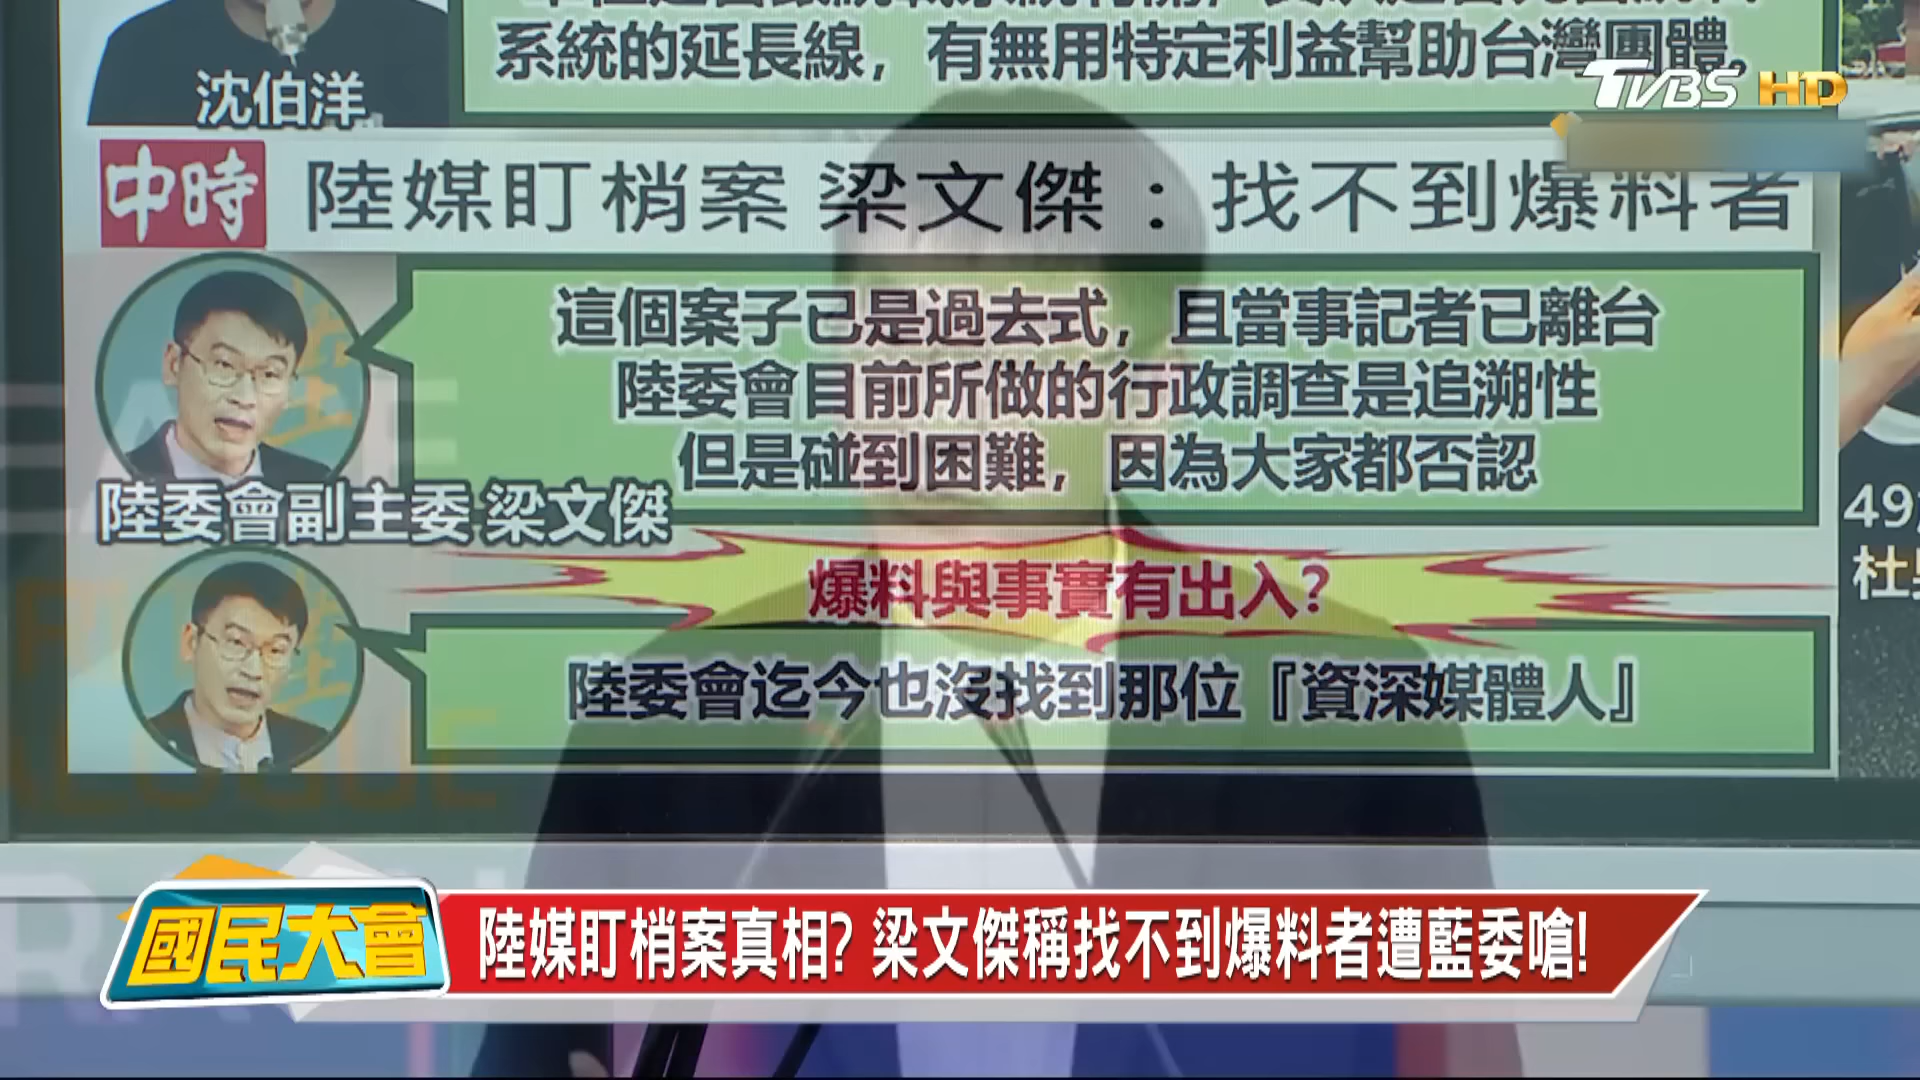 系統的延長線，有無用特定利益幫助台灣團體。
TVBS HD
沈伯洋
中時
陸媒盯梢案 梁文傑：找不到爆料者
這個案子已是過去式，且當事記者已離台
陸委會目前所做的行政調查是追溯性
但是碰到困難，因為大家都否認
陸委會副主委 梁文傑
49
杜
爆料與事實有出入？
陸委會迄今也沒找到那位『資深媒體人』
國民大會
陸媒盯梢案真相? 梁文傑稱找不到爆料者遭藍委嗆!